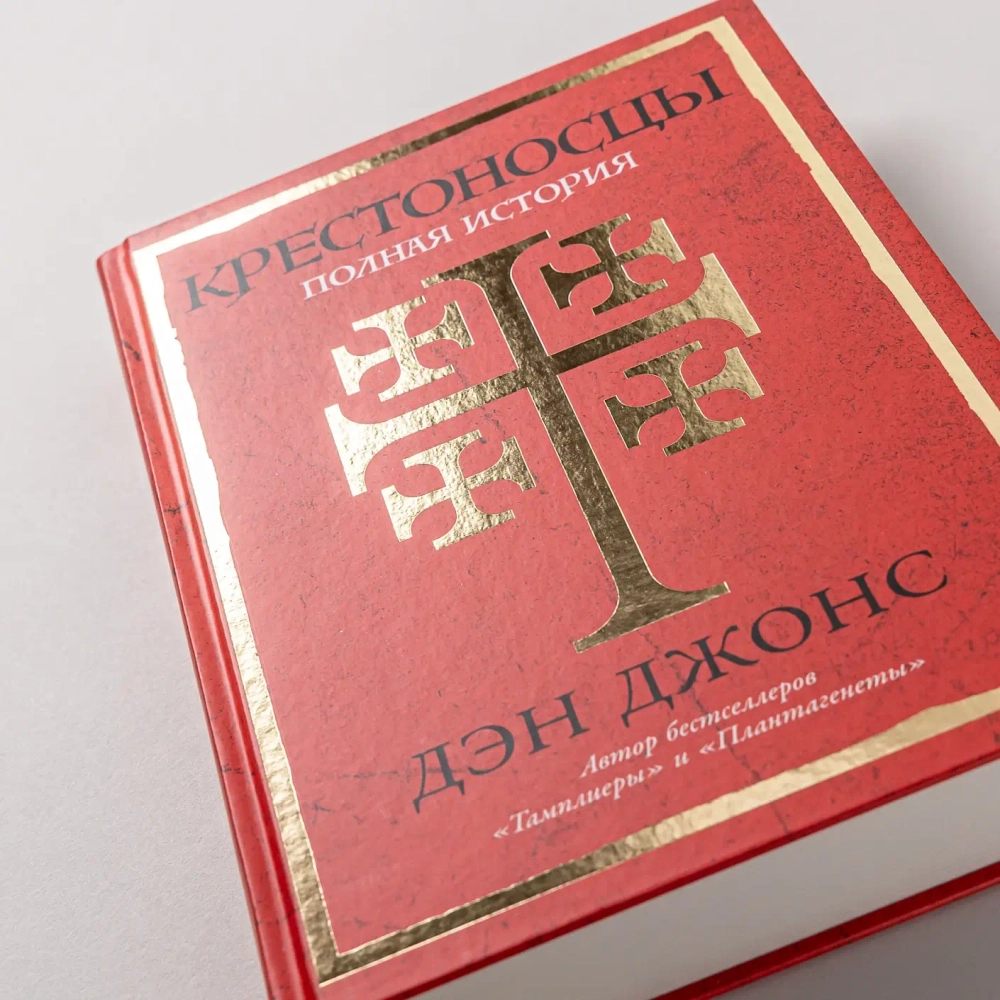 КРЕСТОНОСЦЫ
ПОЛНАЯ ИСТОРИЯ
ДЭН ДЖОНС
Автор бестселлеров
«Тамплиеры» и «Плантагенеты»